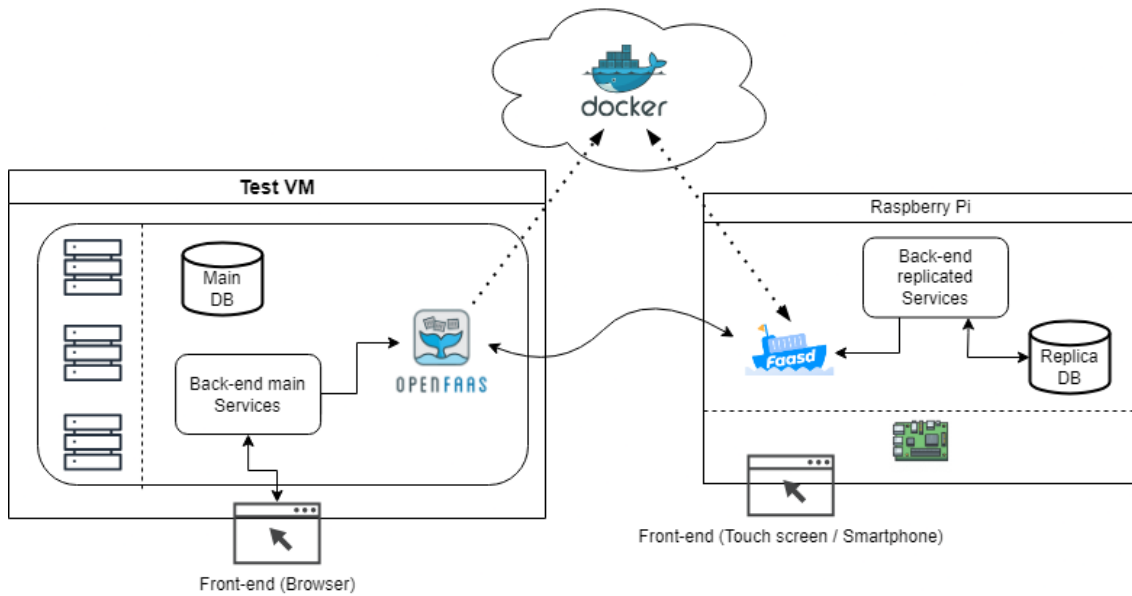 docker
Test VM
Main
DB
Back-end main
Services
OPENFAAS
Front-end (Browser)
Raspberry Pi
Back-end
replicated
Services
Faasd
Replica
DB
Front-end (Touch screen / Smartphone)